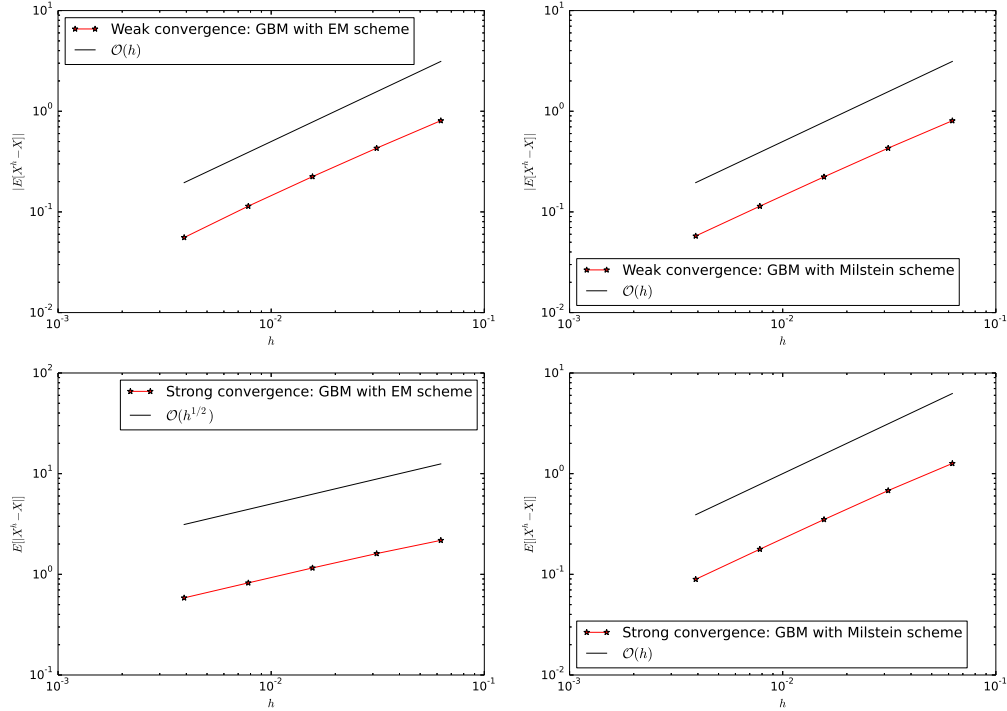 10^1
Weak convergence: GBM with EM scheme
O(h)
10^0
|E[X^h − X]|
10^-1
10^-2
10^-3
10^-2
10^-1
h
10^1
10^0
|E[X^h − X]|
10^-1
Weak convergence: GBM with Milstein scheme
O(h)
10^-2
10^-3
10^-2
10^-1
h
10^2
Strong convergence: GBM with EM scheme
O(h^{1/2})
10^1
E[|X^h − X|]
10^0
10^-1
10^-3
10^-2
10^-1
h
10^1
10^0
E[|X^h − X|]
10^-1
Strong convergence: GBM with Milstein scheme
O(h)
10^-2
10^-3
10^-2
10^-1
h